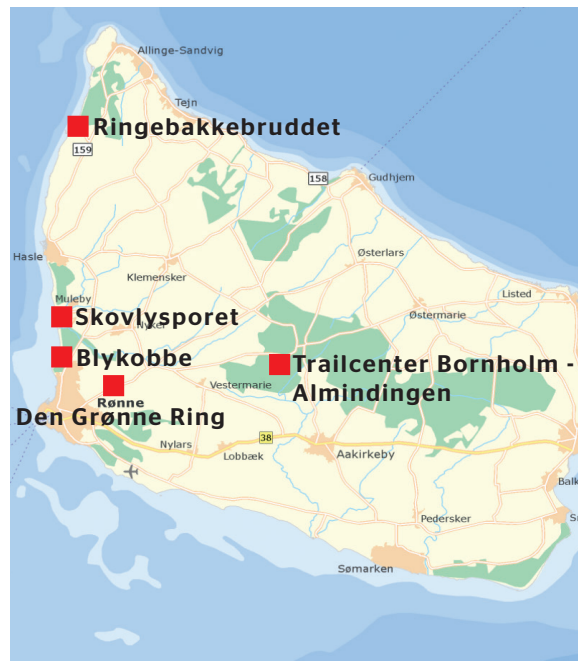 Allinge-Sandvig
Tejn
Ringebakkebruddet
159
158
Gudhjem
Hasle
Østerlars
Klemensker
Listed
Muleby
Skovlysporet
Nyker
Østermarie
Blykobbe
Trailcenter Bornholm -
Almindingen
Vestermarie
Rønne
Den Grønne Ring
38
Nylars
Lobbæk
Aakirkeby
Balk
Pedersker
Sømarken